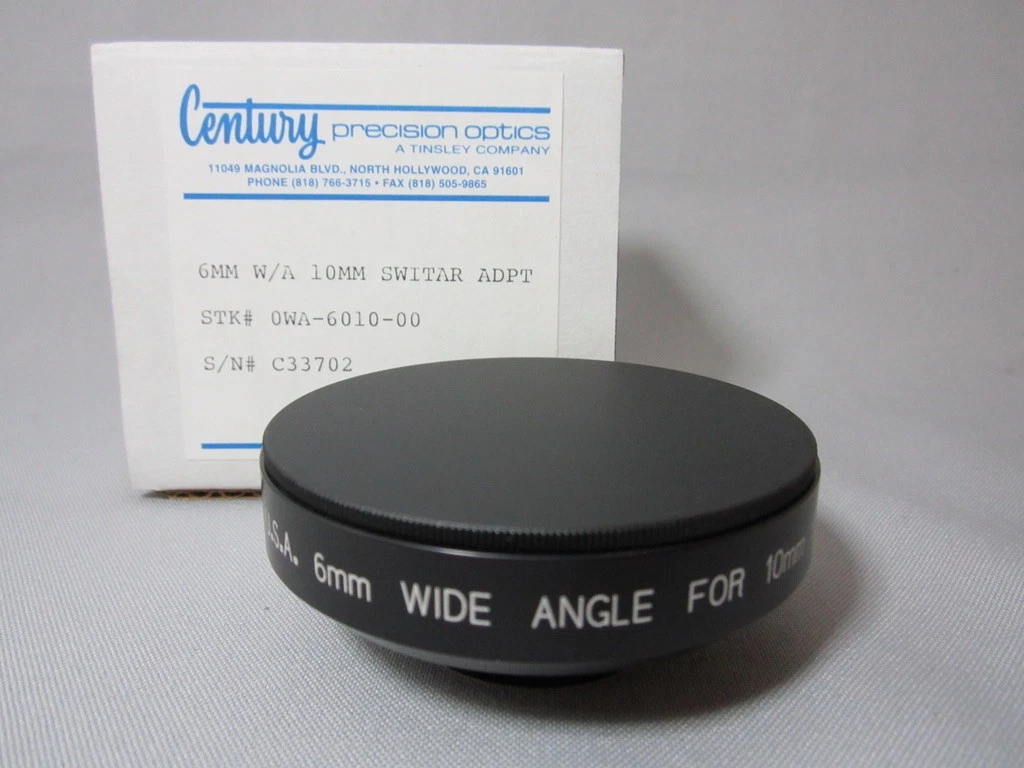 Century precision optics
A TINSLEY COMPANY
11049 MAGNOLIA BLVD., NORTH HOLLYWOOD, CA 91601
PHONE (818) 766-3715 • FAX (818) 505-9865
6MM W/A 10MM SWITAR ADPT
STK# 0WA-6010-00
S/N# C33702
U.S.A. 6mm WIDE ANGLE FOR 10mm